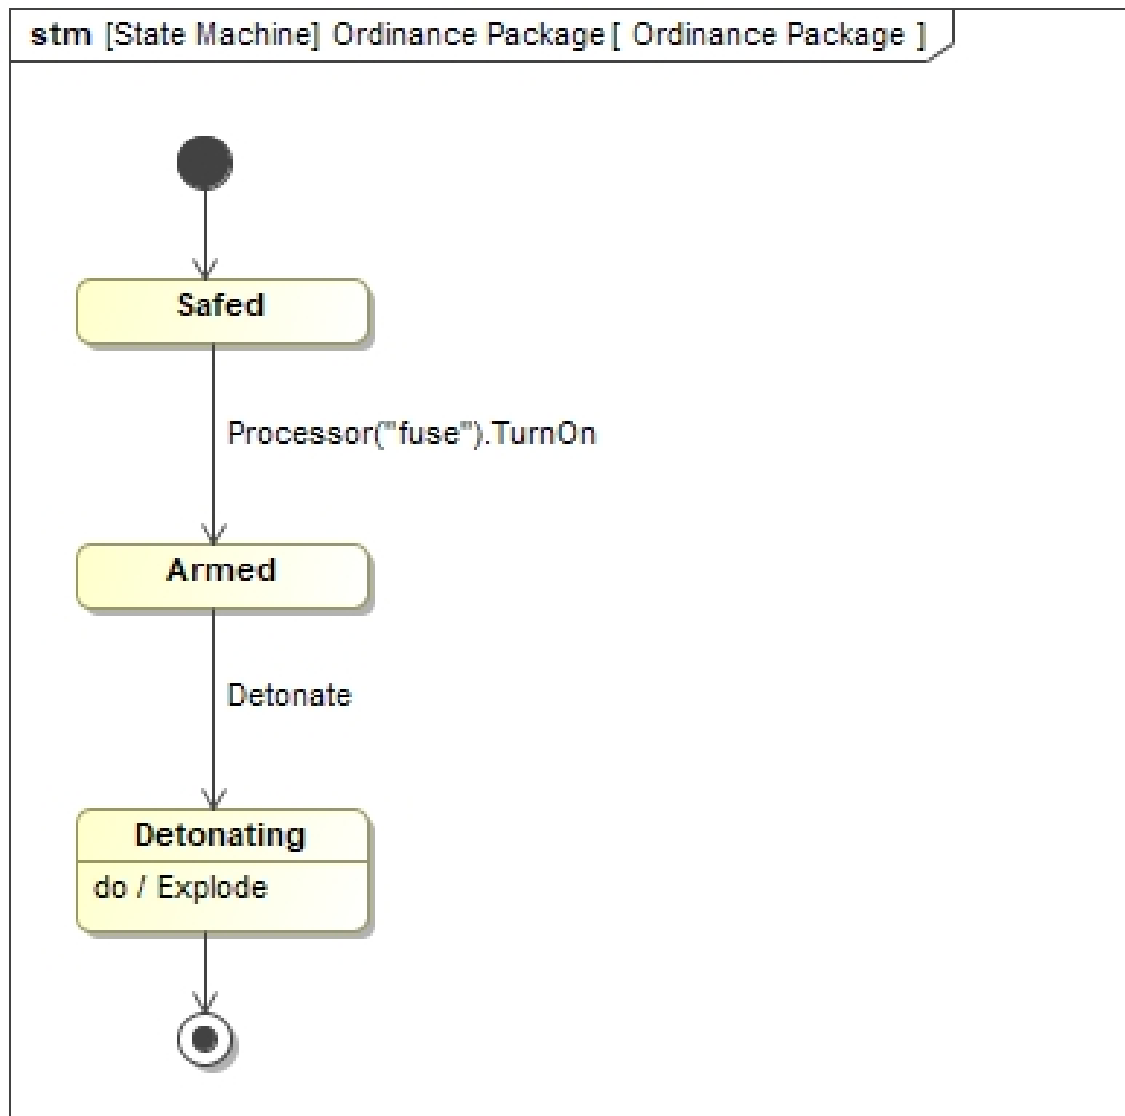 stm [State Machine] Ordinance Package[ Ordinance Package ]
Safed
Processor("fuse").TurnOn
Armed
Detonate
Detonating
do / Explode